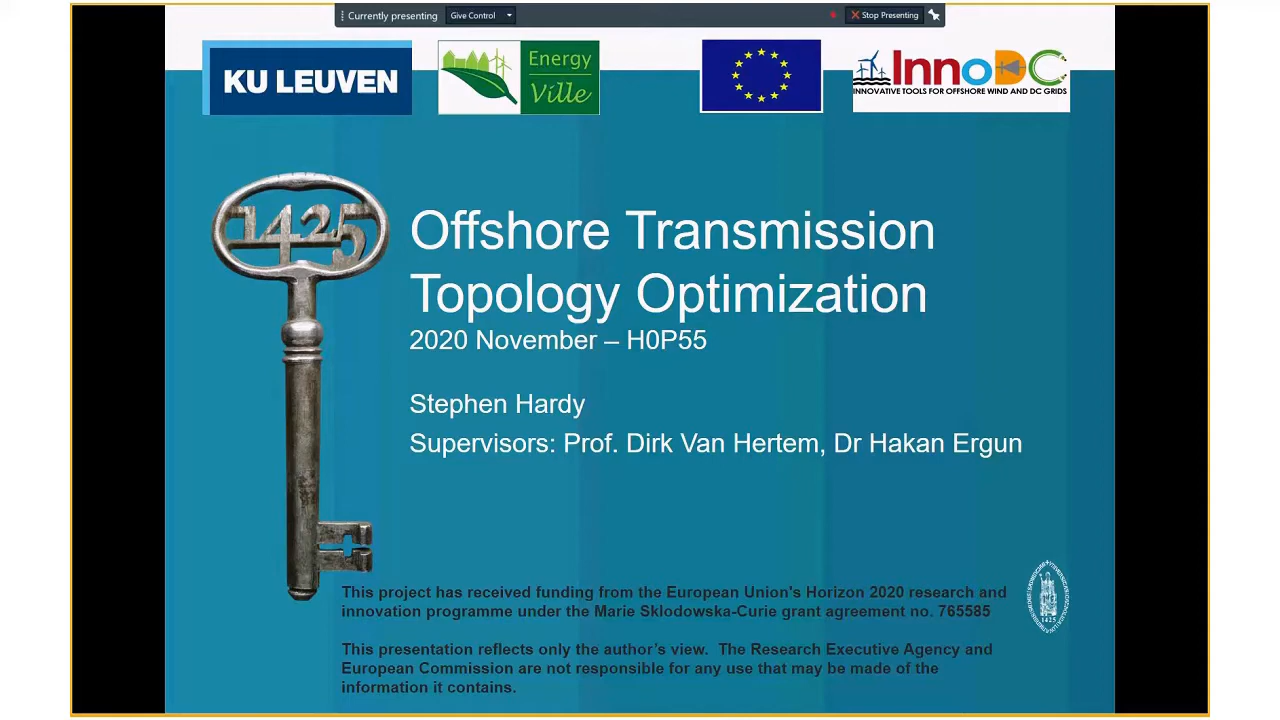 Currently presenting
Give Control
Stop Presenting
KU LEUVEN
Energy
Ville
InnoDC
INNOVATIVE TOOLS FOR OFFSHORE WIND AND DC GRIDS
1425
Offshore Transmission
Topology Optimization
2020 November – H0P55
Stephen Hardy
Supervisors: Prof. Dirk Van Hertem, Dr Hakan Ergun
This project has received funding from the European Union's Horizon 2020 research and
innovation programme under the Marie Sklodowska-Curie grant agreement no. 765585
This presentation reflects only the author's view. The Research Executive Agency and
European Commission are not responsible for any use that may be made of the
information it contains.
1425